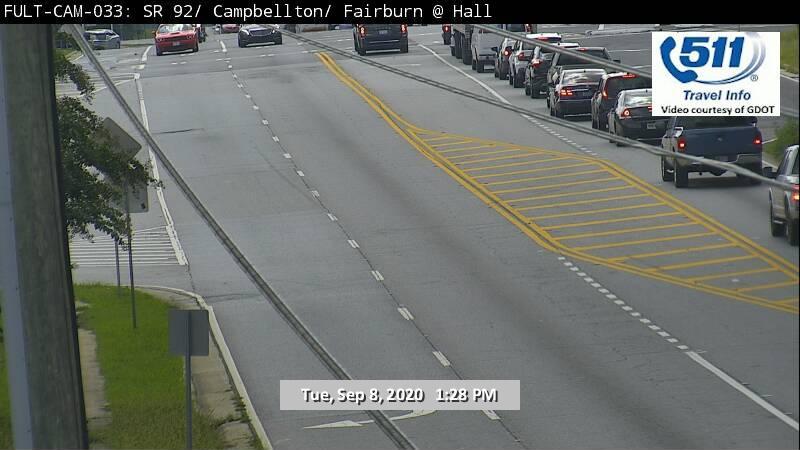 FULT-CAM-033: SR 92/ Campbellton/ Fairburn @ Hall
511
®
Travel Info
Video courtesy of GDOT
Tue, Sep 8, 2020 1:28 PM